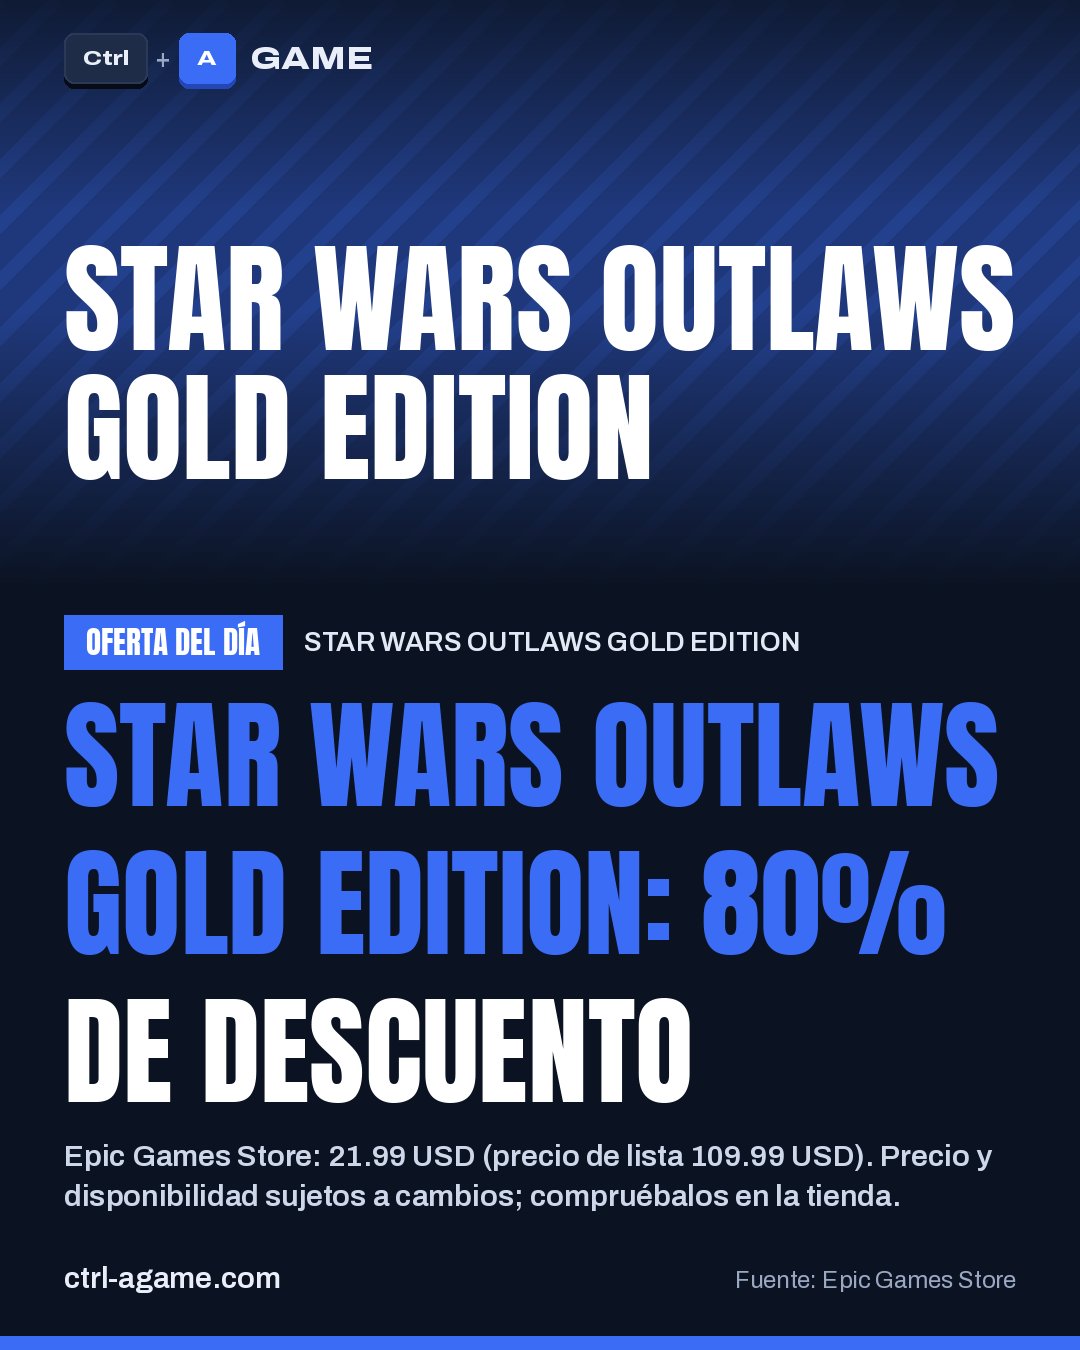 Ctrl + A GAME
STAR WARS OUTLAWS
GOLD EDITION
OFERTA DEL DÍA STAR WARS OUTLAWS GOLD EDITION
STAR WARS OUTLAWS
GOLD EDITION: 80%
DE DESCUENTO
Epic Games Store: 21.99 USD (precio de lista 109.99 USD). Precio y
disponibilidad sujetos a cambios; compruébalos en la tienda.
ctrl-agame.com Fuente: Epic Games Store